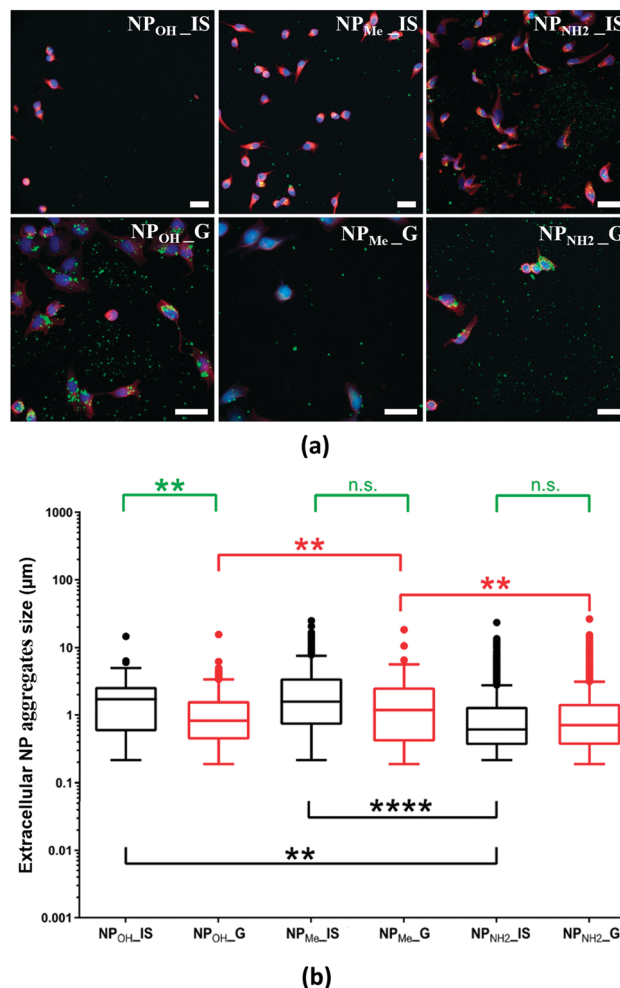 NP_OH_IS
NP_Me_IS
NP_NH2_IS
NP_OH_G
NP_Me_G
NP_NH2_G
(a)
** n.s. n.s.
**
**
****
**
Extracellular NP aggregates size (µm)
1000
100
10
1
0.1
0.01
0.001
NP_OH_IS NP_OH_G NP_Me_IS NP_Me_G NP_NH2_IS NP_NH2_G
(b)